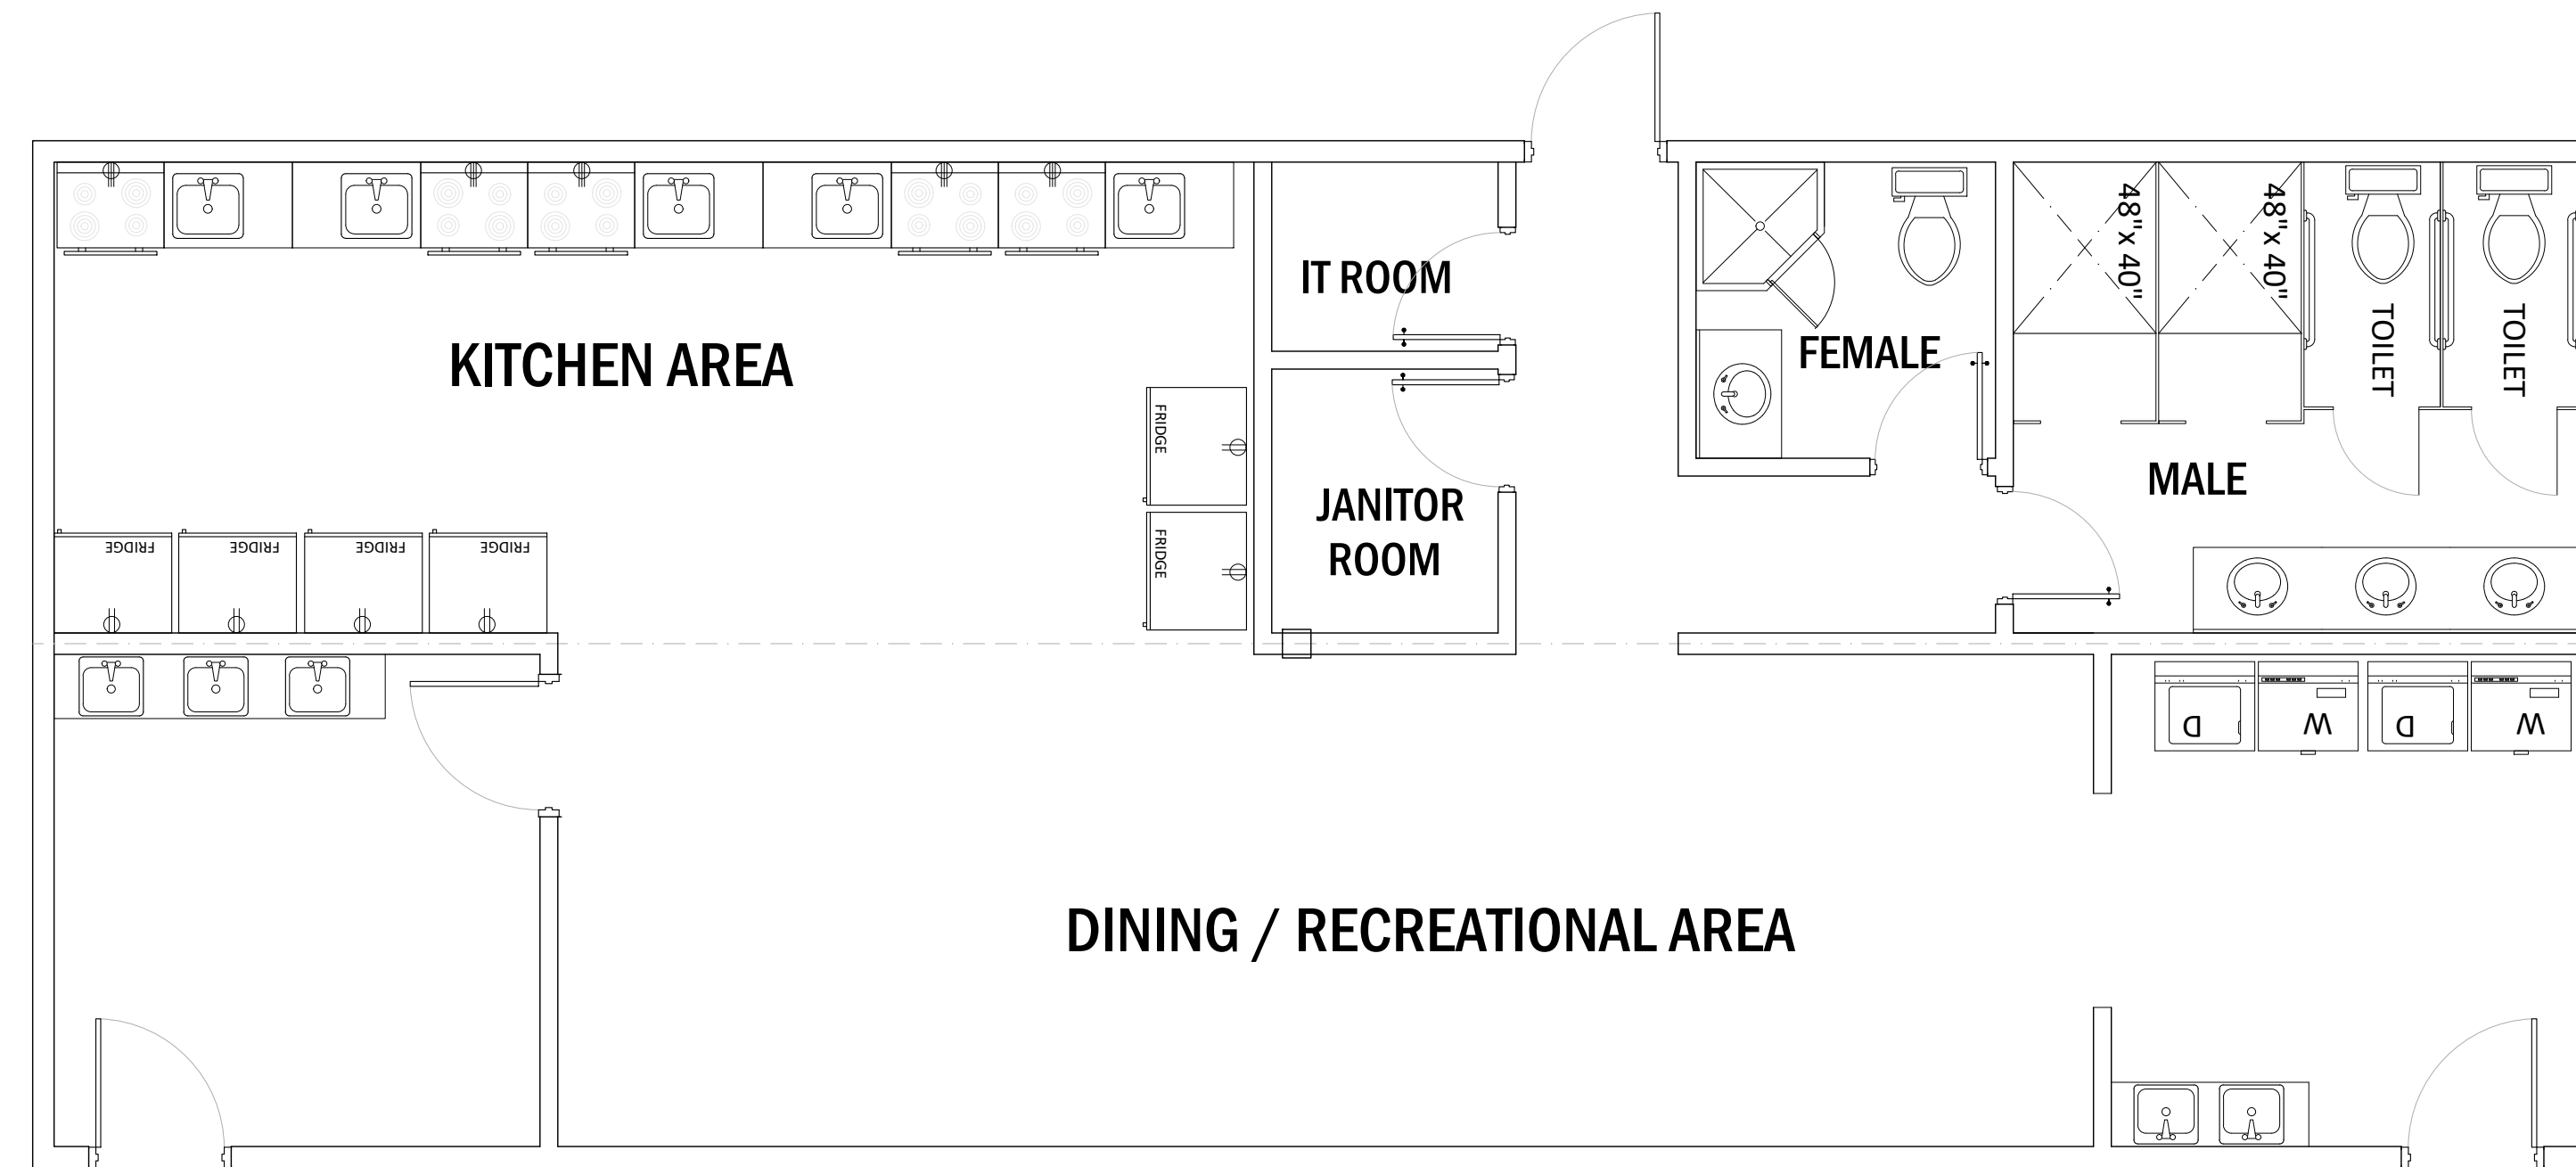 48"x 40"
48"x 40"
IT ROOM
TOILET
TOILET
FEMALE
KITCHEN AREA
FRIDGE
MALE
JANITOR
ROOM
FRIDGE
FRIDGE
FRIDGE
FRIDGE
FRIDGE
D
W
D
W
DINING / RECREATIONAL AREA